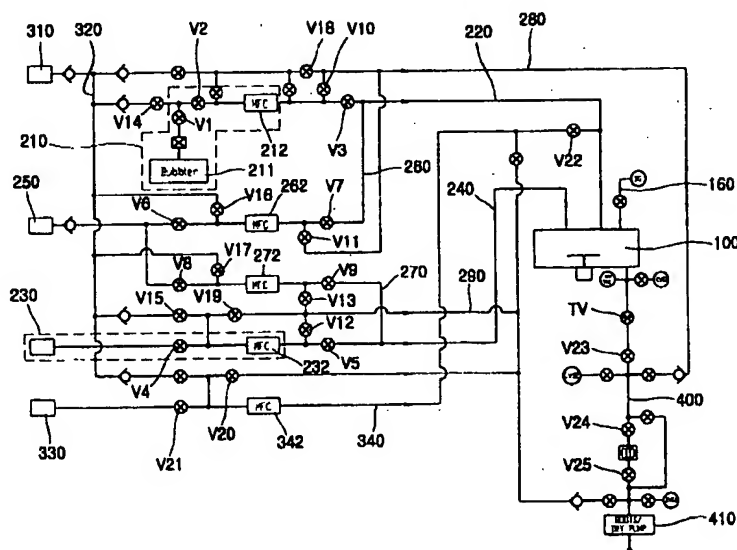 310
320
V2
V18
V10
280
220
MFC
V14
V1
V3
210
212
260
V22
Bubbler
211
240
160
V16
250
V6
262
V7
MFC
V11
100
V17
272
V9
V8
MFC
270
V15
V19
V13
290
230
TV
V12
V23
MFC
V4
232
V5
400
V20
V24
MFC
330
V21
342
340
V25
410
DRY PUMP